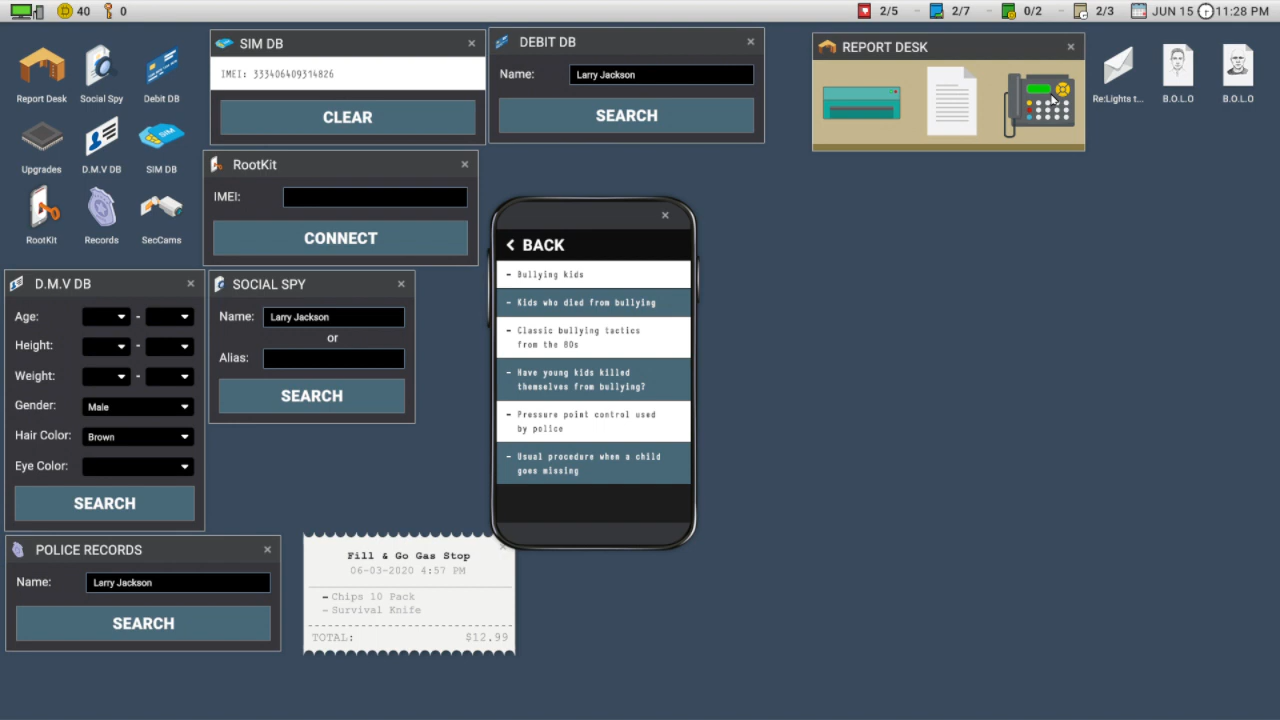 40 0 2/5 2/7 0/2 2/3 JUN 15 11:28 PM
Report Desk
Social Spy
Debit DB
Upgrades
D.M.V DB
SIM DB
RootKit
Records
SecCams
SIM DB
IMEI: 333406409314826
CLEAR
DEBIT DB
Name: Larry Jackson
SEARCH
REPORT DESK
Re:Lights t...
B.O.L.O
B.O.L.O
RootKit
IMEI:
CONNECT
D.M.V DB
Age: -
Height: -
Weight: -
Gender: Male
Hair Color: Brown
Eye Color:
SEARCH
SOCIAL SPY
Name: Larry Jackson
or
Alias:
SEARCH
BACK
- Bullying kids
- Kids who died from bullying
- Classic bullying tactics
from the 80s
- Have young kids killed
themselves from bullying?
- Pressure point control used
by police
- Usual procedure when a child
goes missing
POLICE RECORDS
Name: Larry Jackson
SEARCH
Fill & Go Gas Stop
06-03-2020 4:57 PM
- Chips 10 Pack
- Survival Knife
TOTAL: $12.99